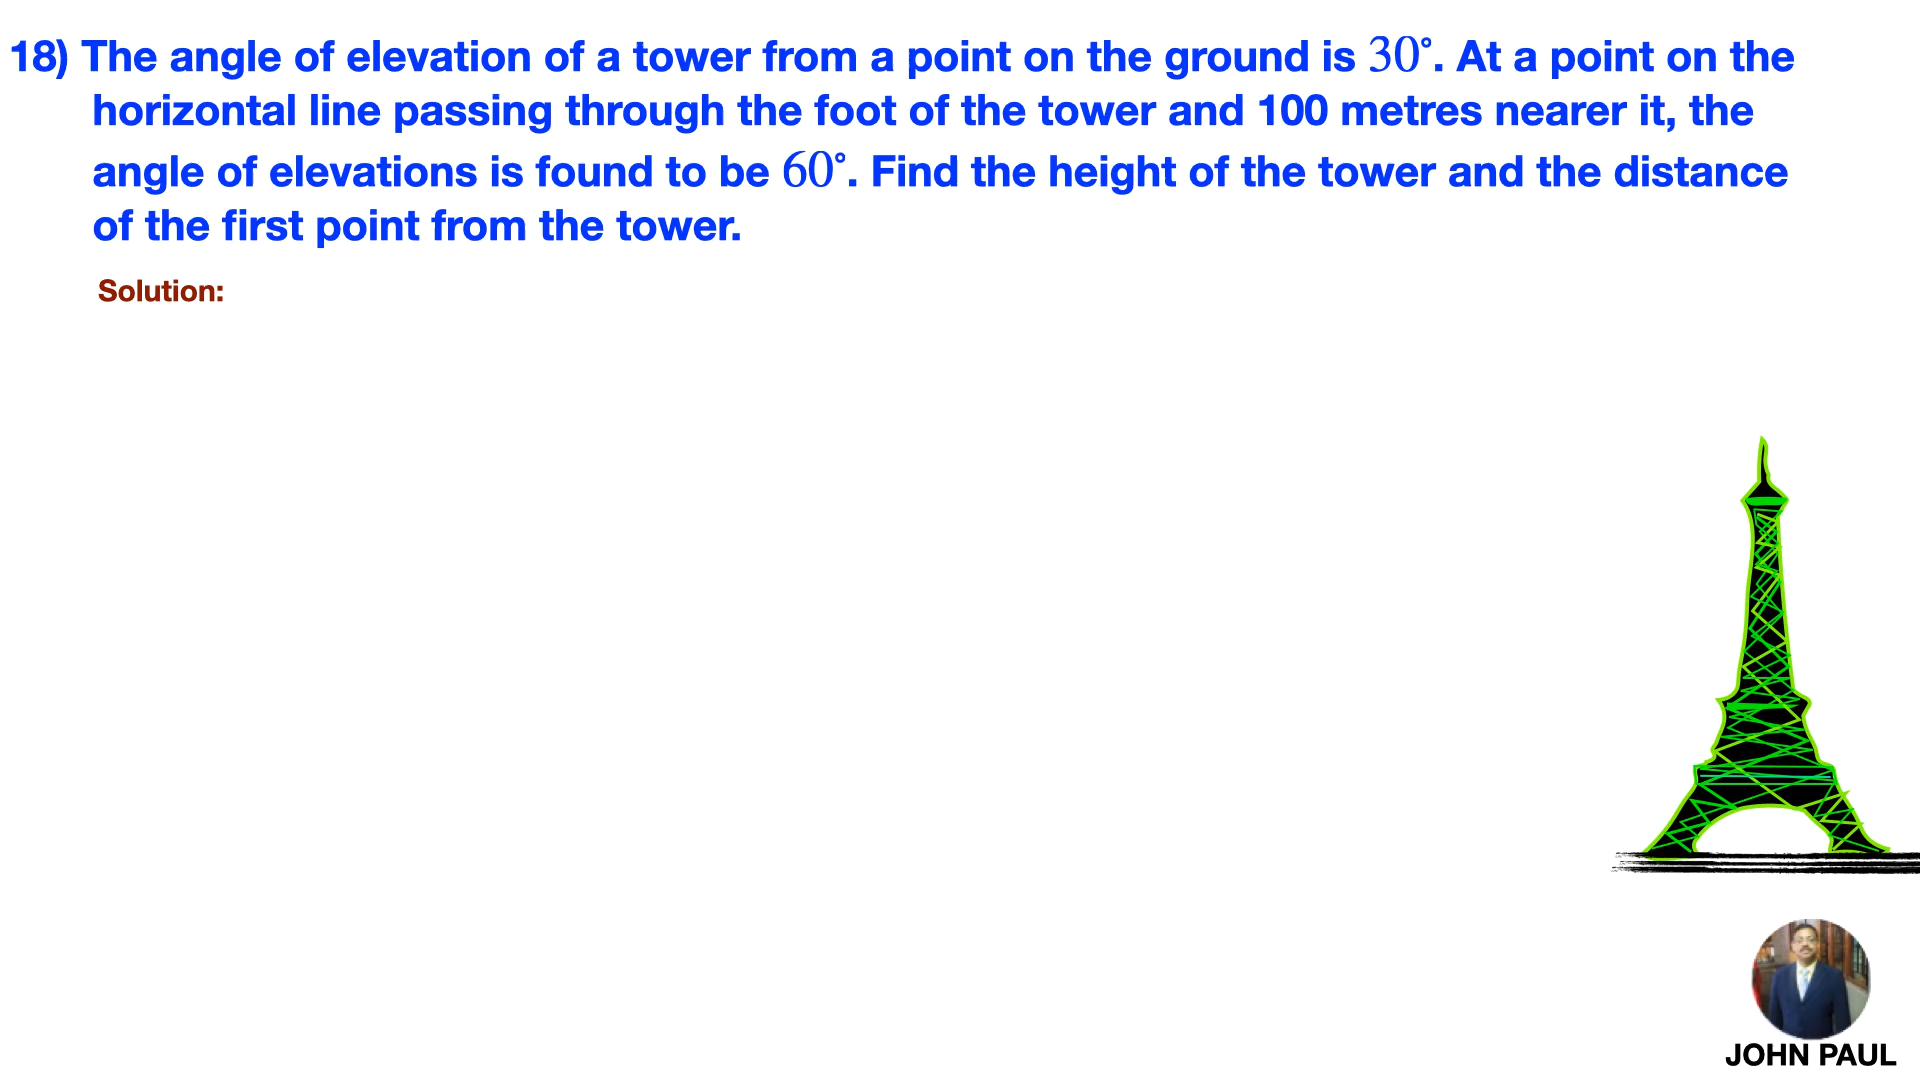 18) The angle of elevation of a tower from a point on the ground is 30°. At a point on the
horizontal line passing through the foot of the tower and 100 metres nearer it, the
angle of elevations is found to be 60°. Find the height of the tower and the distance
of the first point from the tower.
Solution:
JOHN PAUL